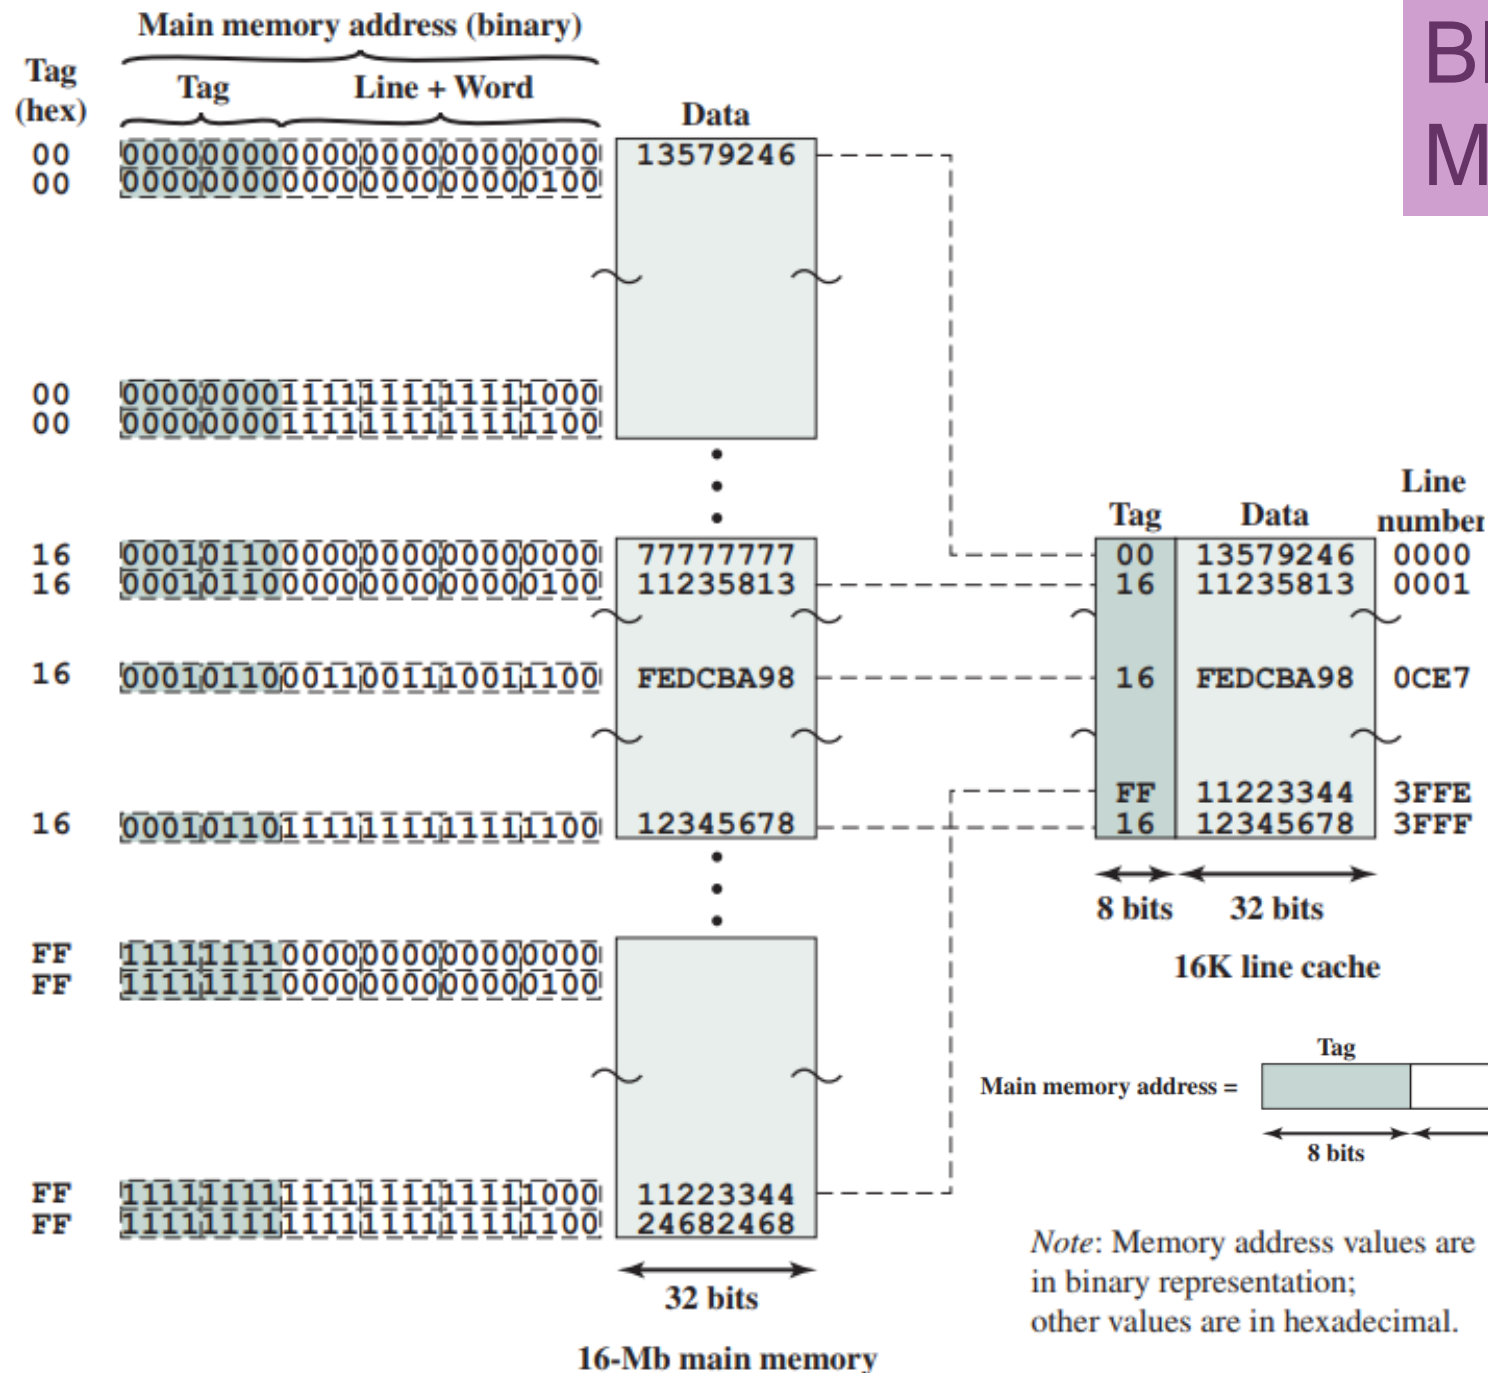 Main memory address (binary)
Tag
(hex)
Tag Line + Word
Data
00 000000000000000000000000 13579246
00 000000000000000000000100
00 000000001111111111111000
00 000000001111111111111100
16 000101100000000000000000 77777777
16 000101100000000000000100 11235813
16 000101100011001110011100 FEDCBA98
16 000101101111111111111100 12345678
FF 111111110000000000000000
FF 111111110000000000000100
FF 111111111111111111111000 11223344
FF 111111111111111111111100 24682468
32 bits
16-Mb main memory
Line
Tag Data number
00 13579246 0000
16 11235813 0001
16 FEDCBA98 0CE7
FF 11223344 3FFE
16 12345678 3FFF
8 bits 32 bits
16K line cache
Tag
Main memory address =
8 bits
Note: Memory address values are
in binary representation;
other values are in hexadecimal.